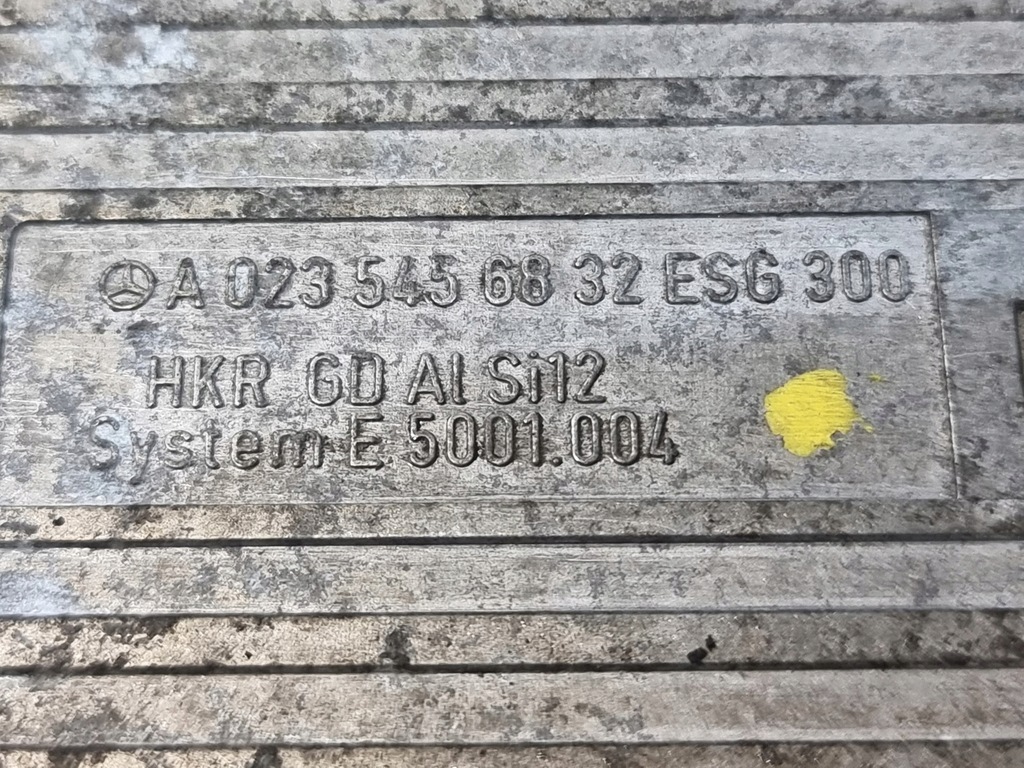 A 023 545 68 32 ESG 300
HKR GD Al Si12
System E 5001.004